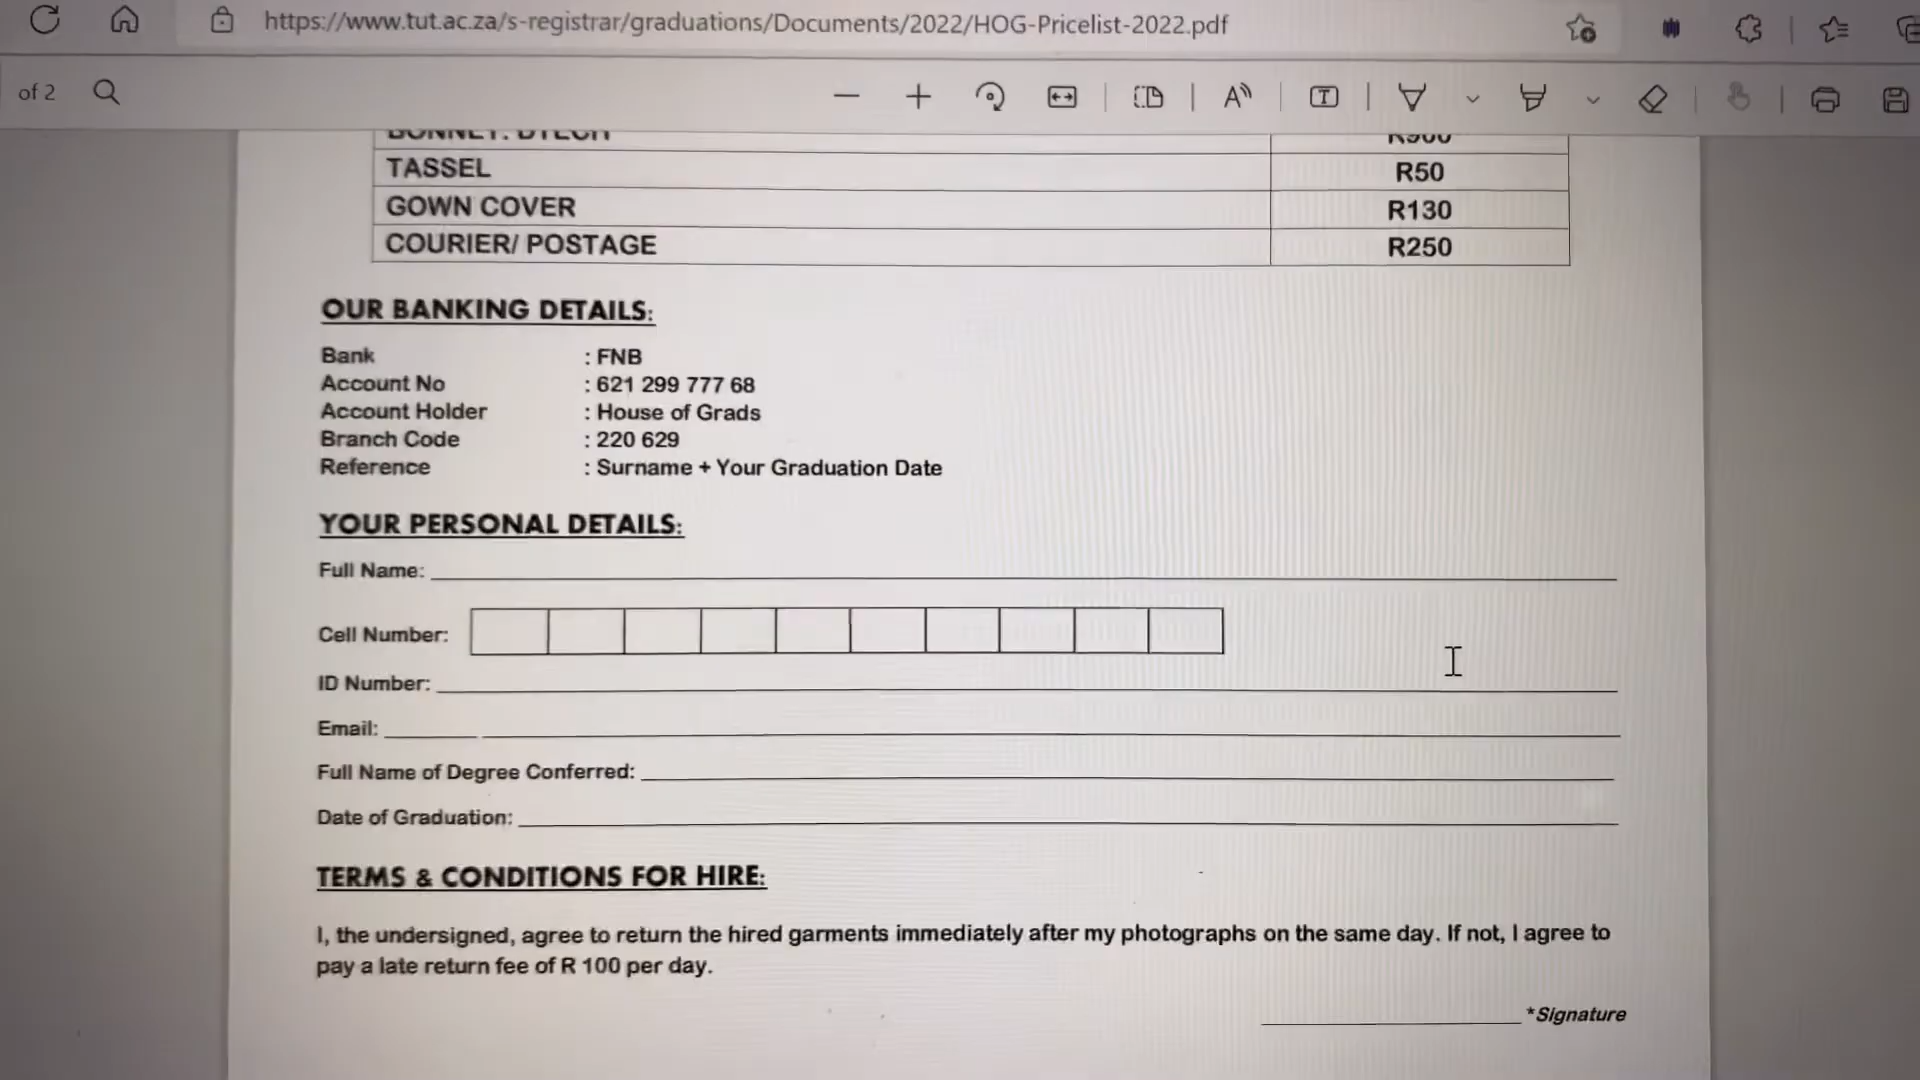 https://www.tut.ac.za/s-registrar/graduations/Documents/2022/HOG-Pricelist-2022.pdf
of 2
BONNET: DTECH R900
TASSEL R50
GOWN COVER R130
COURIER/ POSTAGE R250
OUR BANKING DETAILS:
Bank : FNB
Account No : 621 299 777 68
Account Holder : House of Grads
Branch Code : 220 629
Reference : Surname + Your Graduation Date
YOUR PERSONAL DETAILS:
Full Name:
Cell Number:
ID Number:
Email:
Full Name of Degree Conferred:
Date of Graduation:
TERMS & CONDITIONS FOR HIRE:
I, the undersigned, agree to return the hired garments immediately after my photographs on the same day. If not, I agree to
pay a late return fee of R 100 per day.
*Signature